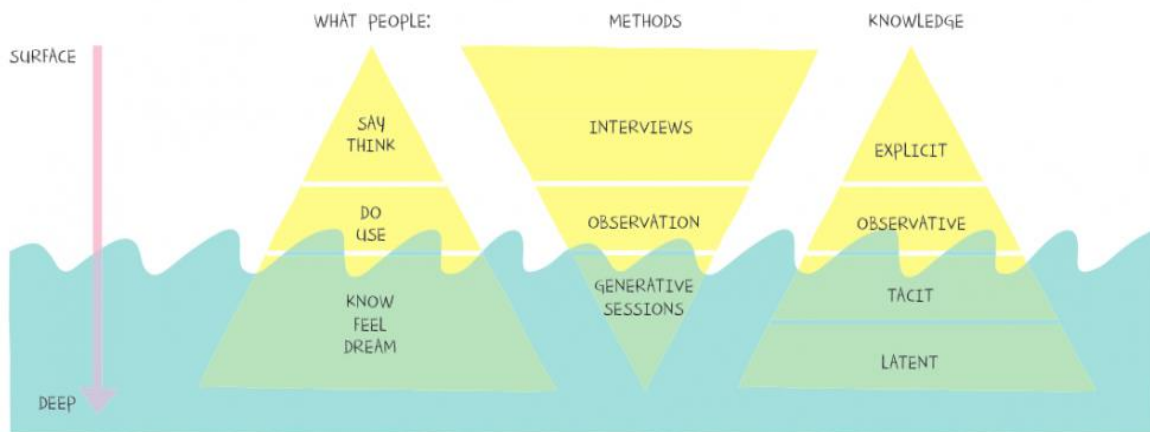 WHAT PEOPLE:
METHODS
KNOWLEDGE
SURFACE
DEEP
SAY
THINK
DO
USE
KNOW
FEEL
DREAM
INTERVIEWS
OBSERVATION
GENERATIVE
SESSIONS
EXPLICIT
OBSERVATIVE
TACIT
LATENT